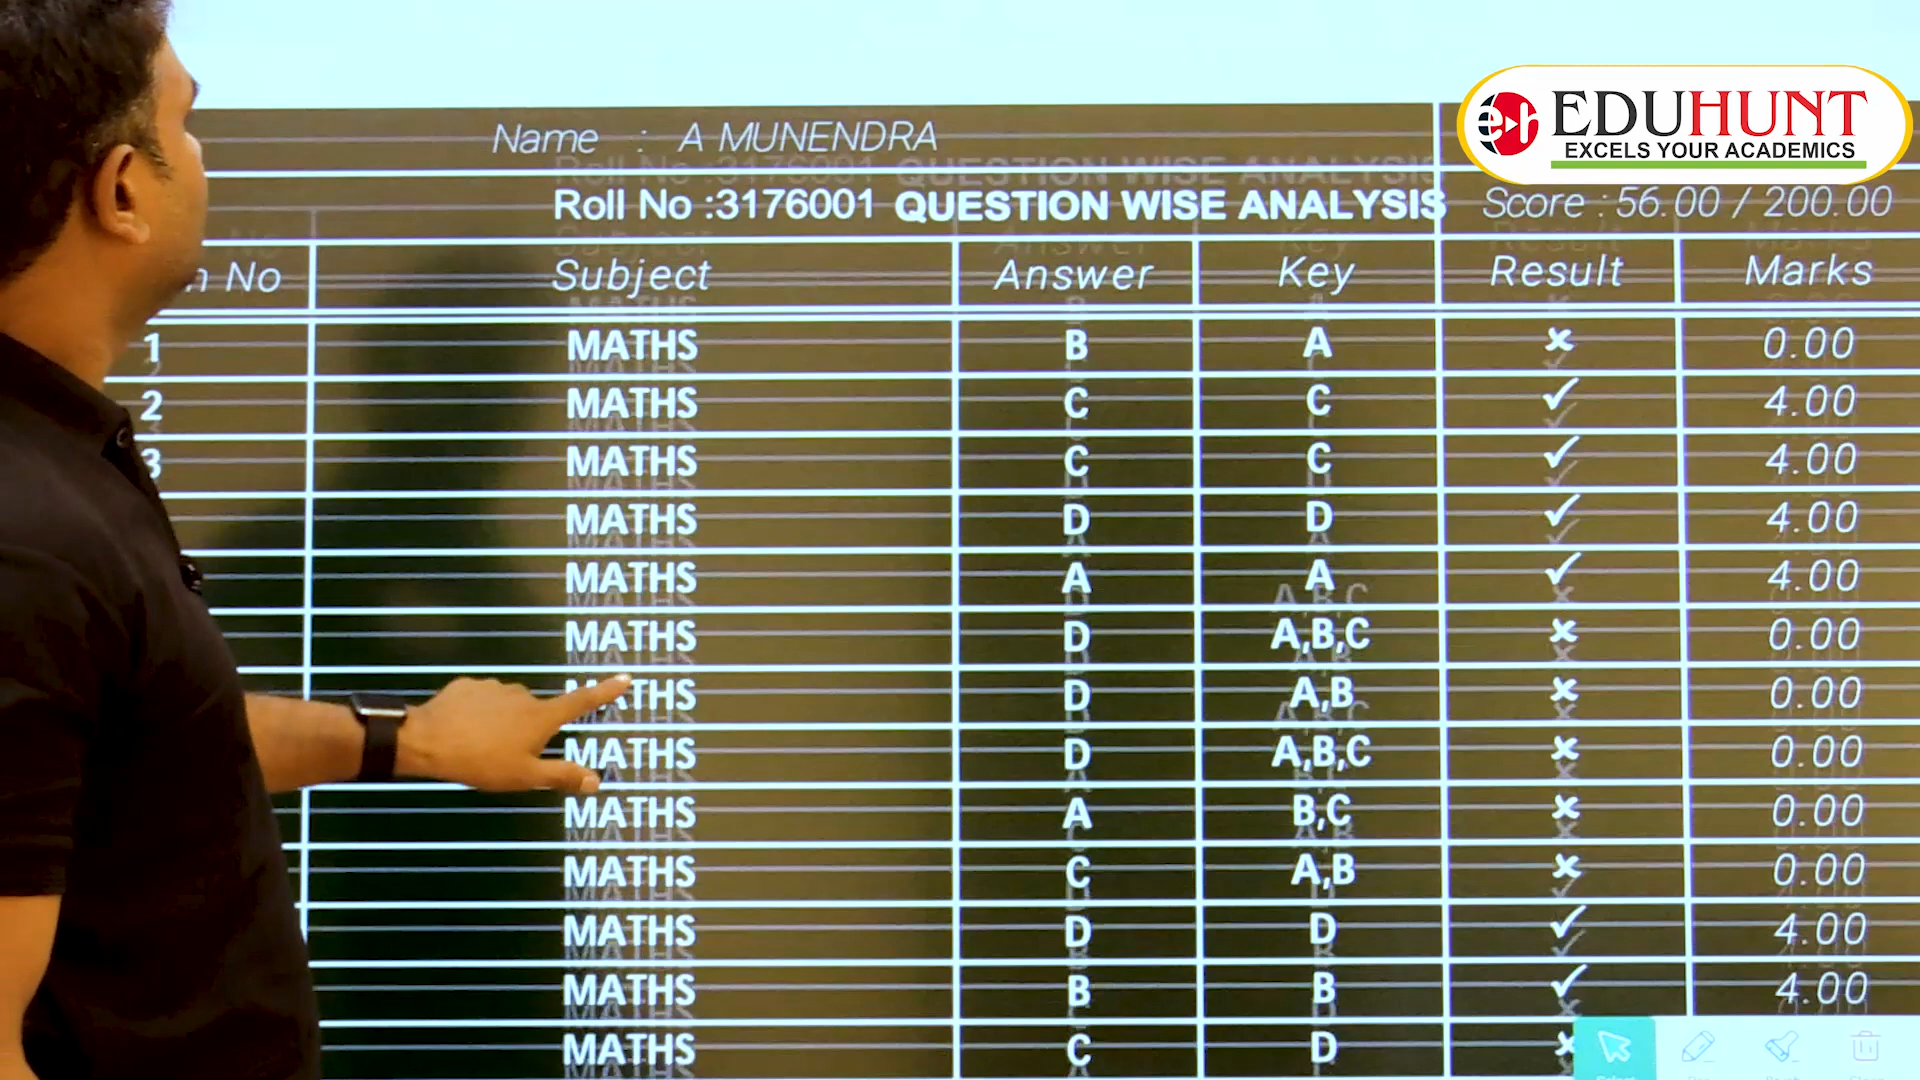 EDUHUNT
EXCELS YOUR ACADEMICS
Name : A MUNENDRA
Roll No :3176001 QUESTION WISE ANALYSIS Score : 56.00 / 200.00
No Subject Answer Key Result Marks
1 MATHS B A ✘ 0.00
2 MATHS C C ✓ 4.00
3 MATHS C C ✓ 4.00
MATHS D D ✓ 4.00
MATHS A A ✓ 4.00
MATHS D A,B,C ✘ 0.00
MATHS D A,B ✘ 0.00
MATHS D A,B,C ✘ 0.00
MATHS A B,C ✘ 0.00
MATHS C A,B ✘ 0.00
MATHS D D ✓ 4.00
MATHS B B ✓ 4.00
MATHS C D ✘